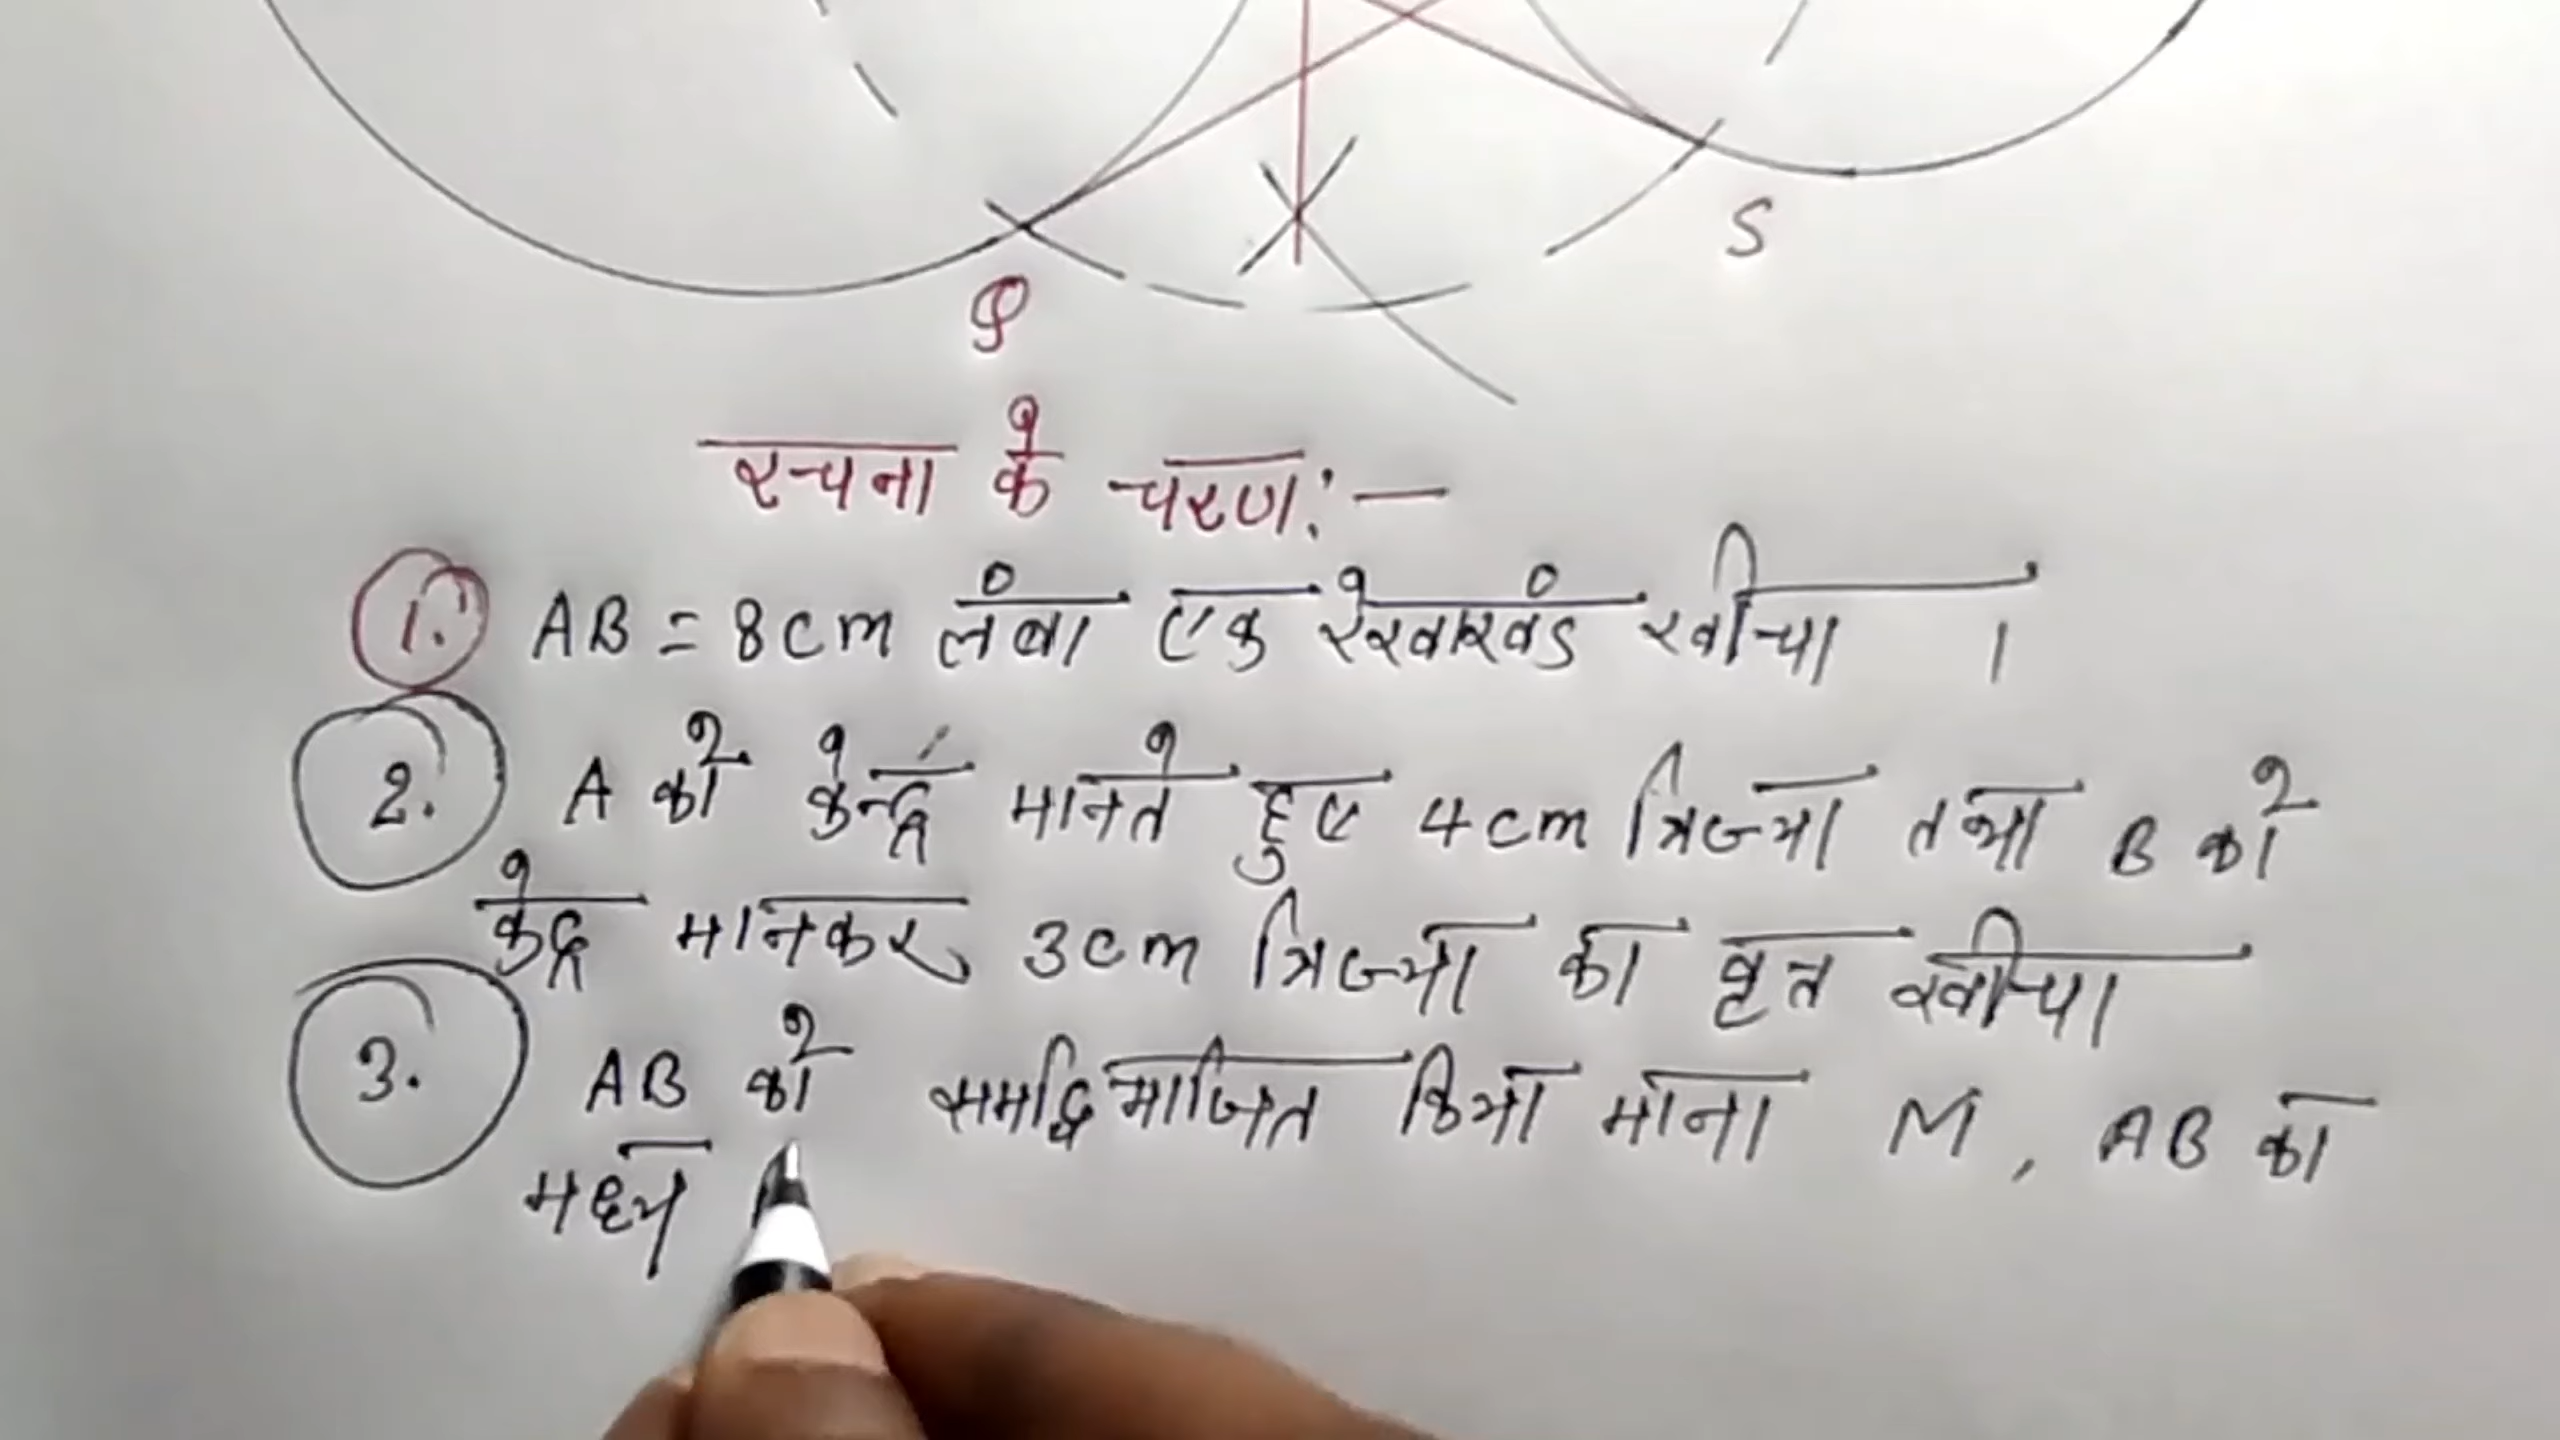 S
रचना के चरण:—
1. AB = 8cm लंबा एक रेखाखंड खींचा ।
2. A को केन्द्र मानते हुए 4cm त्रिज्या तथा B को
केंद्र मानकर 3cm त्रिज्या का वृत खींचा
3. AB को समद्विभाजित किया माना M, AB का
मध्य